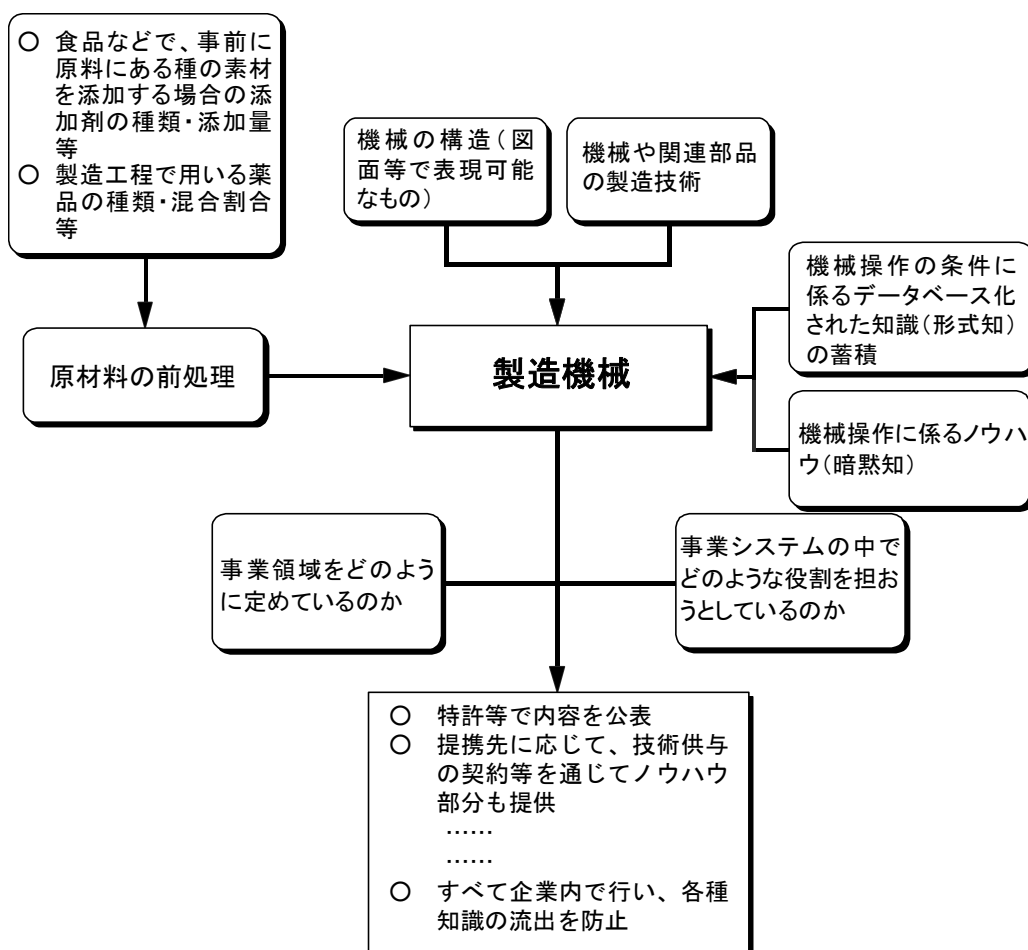 ○ 食品などで、事前に
原料にある種の素材
を添加する場合の添
加剤の種類・添加量
等
○ 製造工程で用いる薬
品の種類・混合割合
等
機械の構造（図
面等で表現可能
なもの）
機械や関連部品
の製造技術
機械操作の条件に
係るデータベース化
された知識（形式知）
の蓄積
原材料の前処理
製造機械
機械操作に係るノウハ
ウ（暗黙知）
事業領域をどのよう
に定めているのか
事業システムの中で
どのような役割を担お
うとしているのか
○ 特許等で内容を公表
○ 提携先に応じて、技術供与
の契約等を通じてノウハウ
部分も提供
……
……
○ すべて企業内で行い、各種
知識の流出を防止